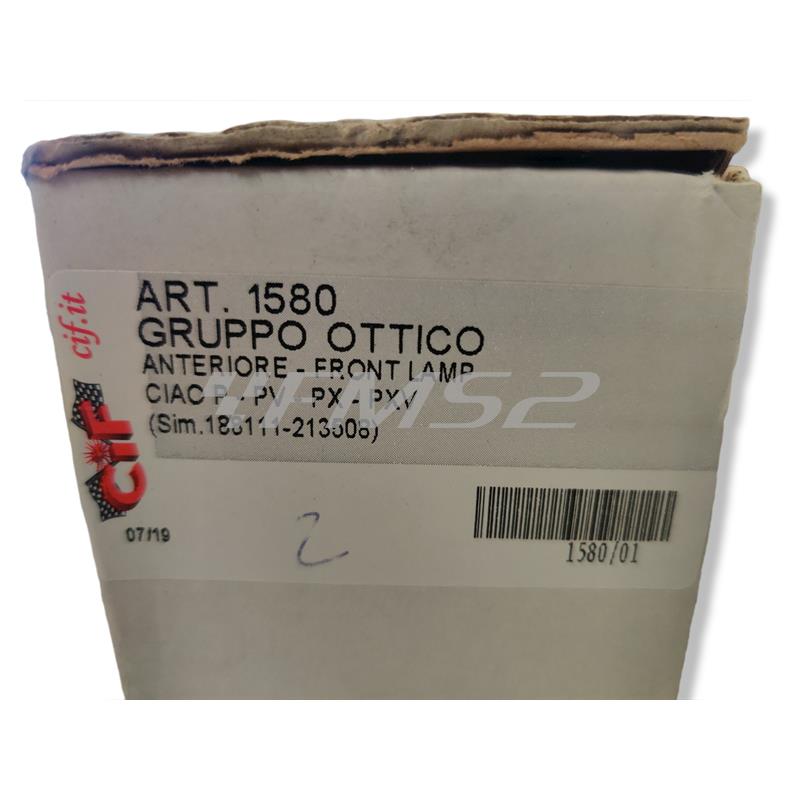 ART. 1580
GRUPPO OTTICO
ANTERIORE - FRONT LAMP
CIAO P - PV - PX - PXV
cif.it
CiF
07/19
2
1580/01